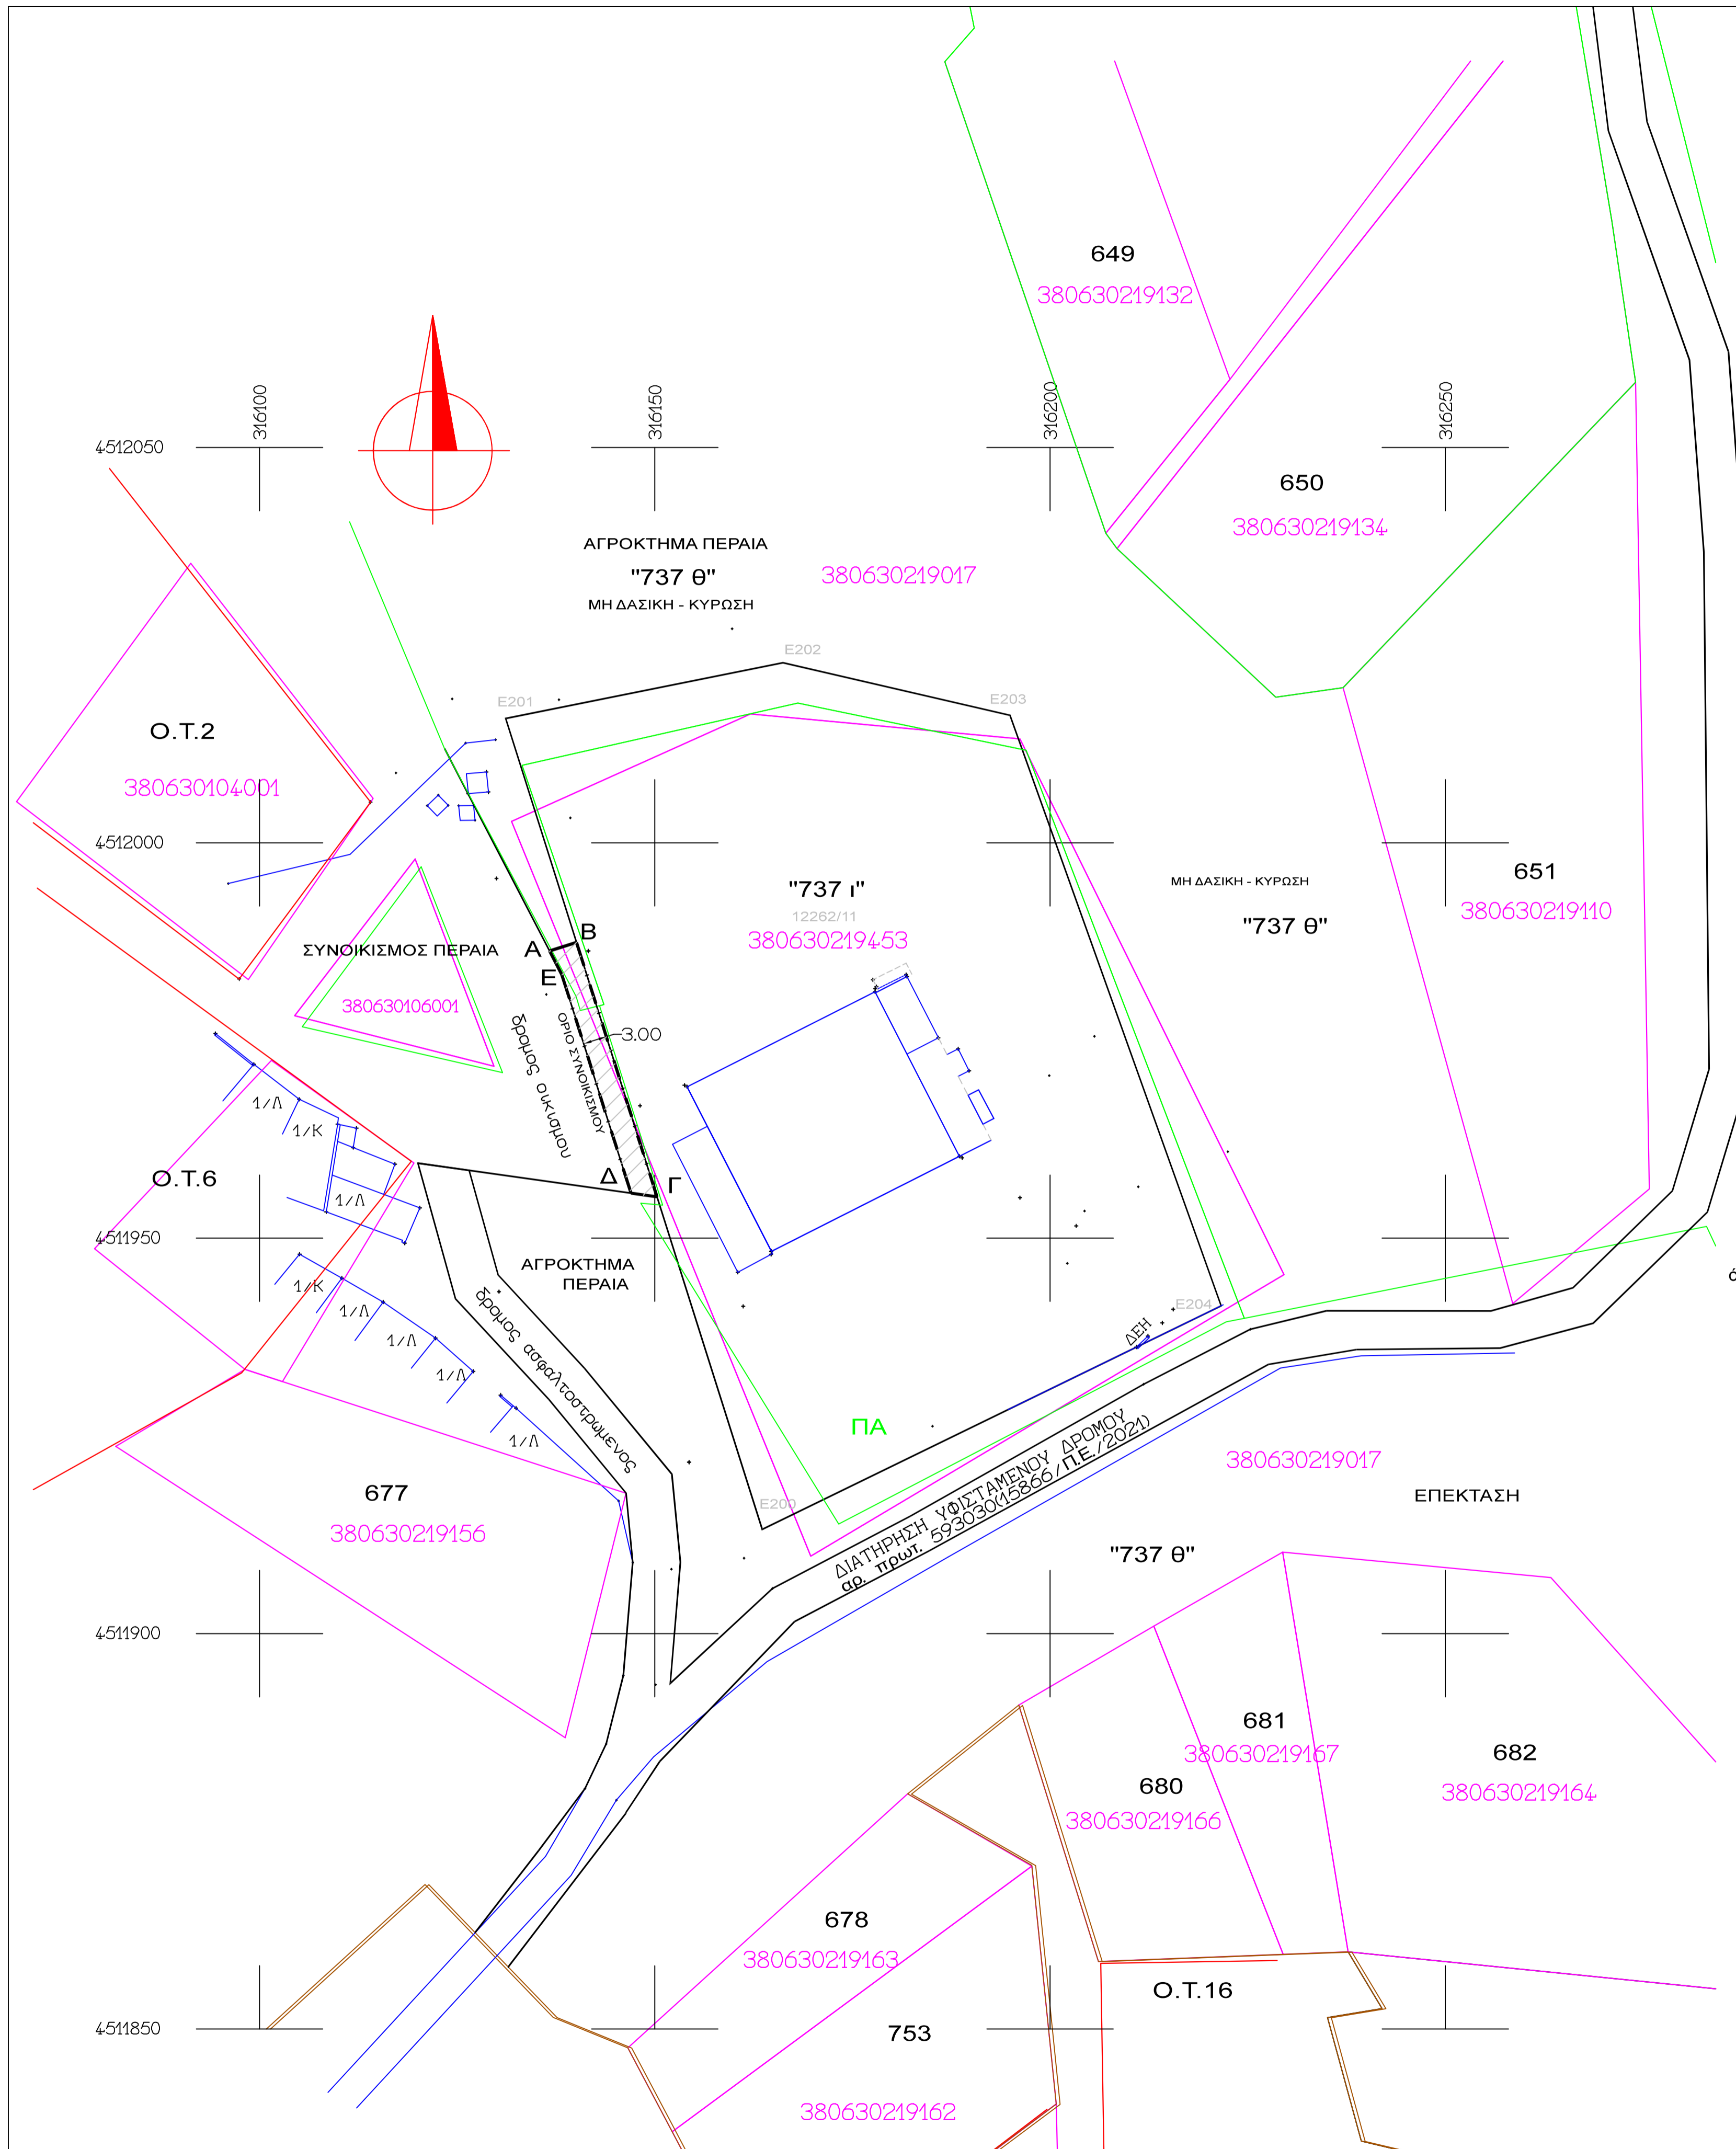 649
380630219132
316100
316150
316200
316250
4512050
650
380630219134
ΑΓΡΟΚΤΗΜΑ ΠΕΡΑΙΑ
"737 θ"
380630219017
ΜΗ ΔΑΣΙΚΗ - ΚΥΡΩΣΗ
E202
E201
E203
Ο.Τ.2
380630104001
4512000
"737 ι"
12262/11
380630219453
ΜΗ ΔΑΣΙΚΗ - ΚΥΡΩΣΗ
"737 θ"
651
380630219110
ΣΥΝΟΙΚΙΣΜΟΣ ΠΕΡΑΙΑ
380630106001
Α
Β
Ε
3.00
ΟΡΙΟ ΣΥΝΟΙΚΙΣΜΟΥ
δρομος οικισμου
1/Λ
1/Κ
Ο.Τ.6
1/Λ
Δ
Γ
4511950
ΑΓΡΟΚΤΗΜΑ
ΠΕΡΑΙΑ
1/Κ
1/Λ
1/Λ
1/Λ
1/Λ
δρομος ασφαλτοστρωμενος
E204
ΔΕΗ
ΠΑ
E200
ΔΙΑΤΗΡΗΣΗ ΥΦΙΣΤΑΜΕΝΟΥ ΔΡΟΜΟΥ
αρ. πρωτ. 593030(15866/Π.Ε./2021)
380630219017
ΕΠΕΚΤΑΣΗ
677
380630219156
"737 θ"
4511900
681
380630219167
682
380630219164
680
380630219166
678
380630219163
Ο.Τ.16
4511850
753
380630219162